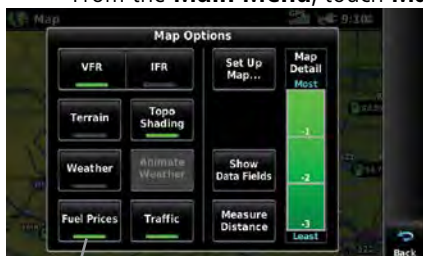 From the Main Menu, touch
Map
9:30
Map Options
VFR
IFR
Set Up
Map...
Map
Detail
Most
Terrain
Topo
Shading
-1
Weather
Animate
Weather
Show
Data Fields
-2
Fuel Prices
Traffic
Measure
Distance
-3
Least
Back